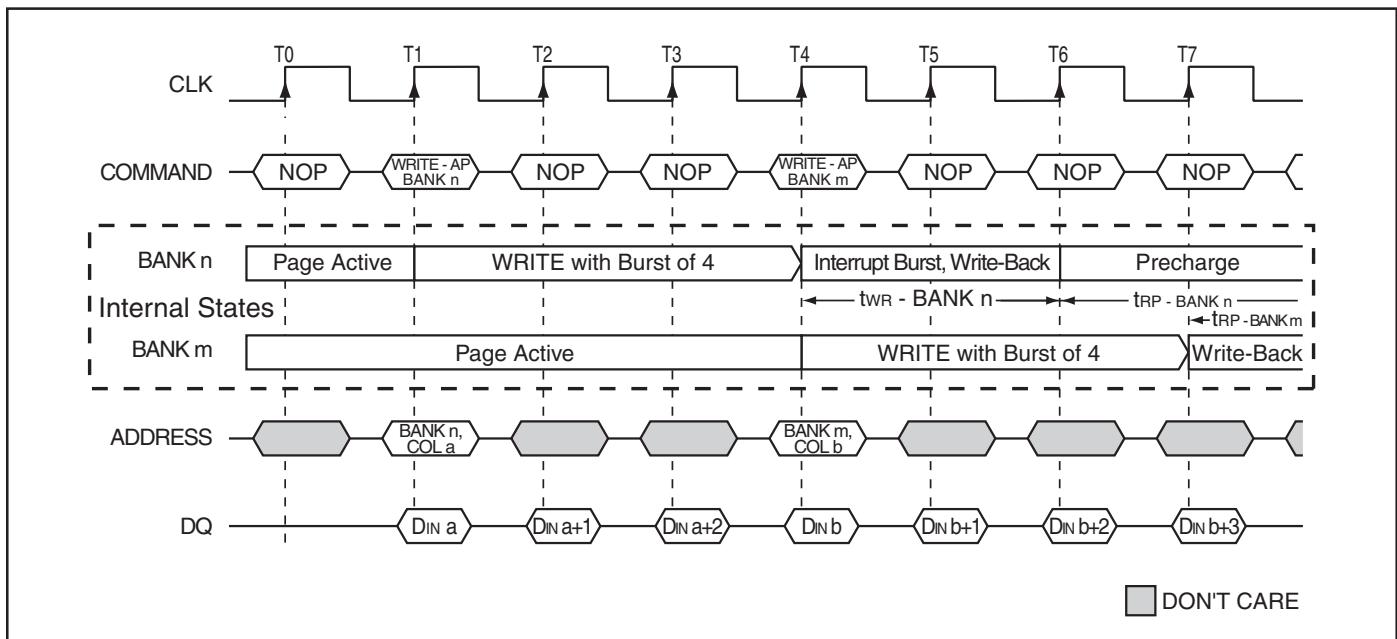 T0 T1 T2 T3 T4 T5 T6 T7
CLK
COMMAND NOP WRITE - AP BANK n NOP NOP WRITE - AP BANK m NOP NOP NOP
BANK n Page Active WRITE with Burst of 4 Interrupt Burst, Write-Back Precharge
Internal States tWR - BANK n tRP - BANK n
tRP - BANK m
BANK m Page Active WRITE with Burst of 4 Write-Back
ADDRESS BANK n, COL a BANK m, COL b
DQ DIN a DIN a+1 DIN a+2 DIN b DIN b+1 DIN b+2 DIN b+3
DON'T CARE